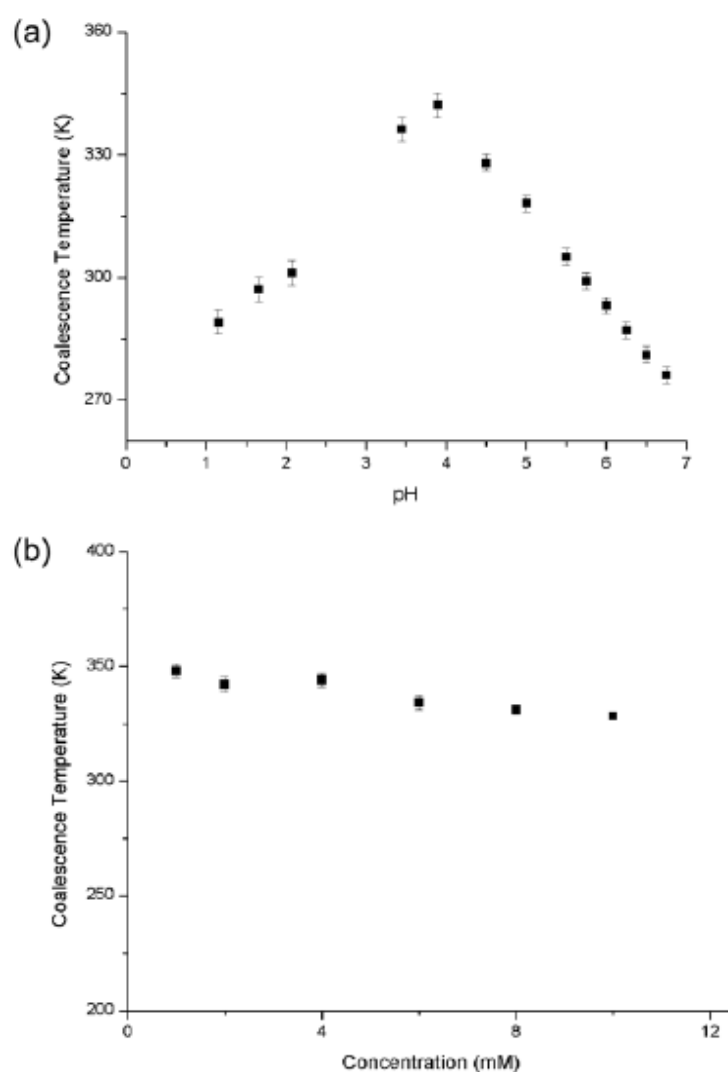 (a)
360
330
300
270
Coalescence Temperature (K)
0 1 2 3 4 5 6 7
pH
(b)
400
350
300
250
200
Coalescence Temperature (K)
0 4 8 12
Concentration (mM)